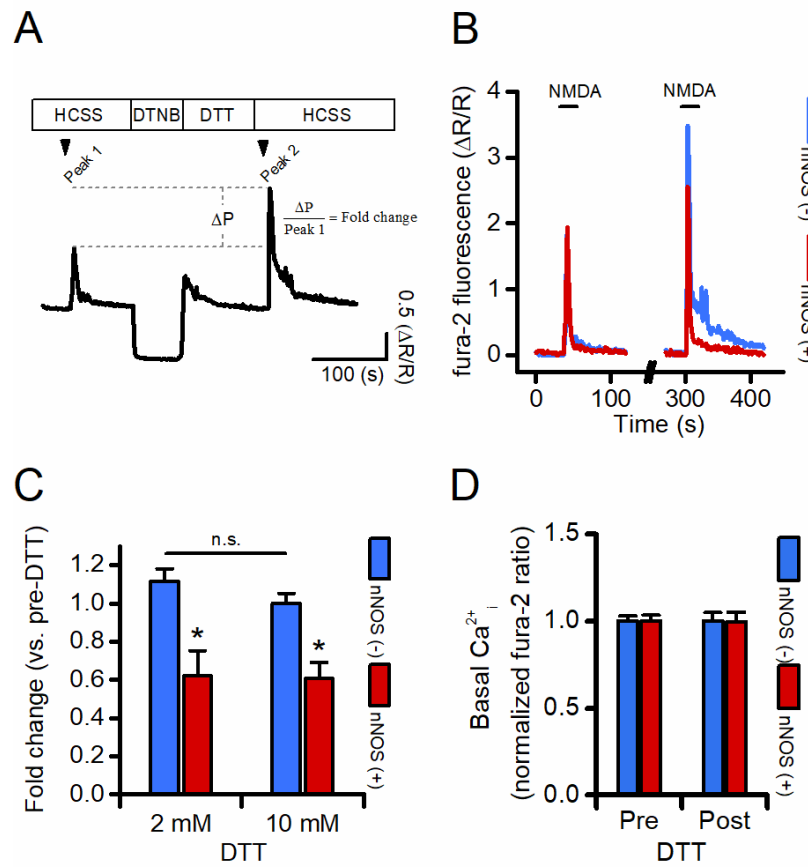 A
HCSS DTNB DTT HCSS
Peak 1
Peak 2
ΔP
ΔP
Peak 1 = Fold change
0.5 (ΔR/R)
100 (s)
B
NMDA NMDA
fura-2 fluorescence (ΔR/R)
4
3
2
1
0
0 100 300 400
Time (s)
nNOS (-)
nNOS (+)
C
n.s.
Fold change (vs. pre-DTT)
1.2
1.0
0.8
0.6
0.4
0.2
0.0
* *
2 mM 10 mM
DTT
nNOS (-)
nNOS (+)
D
Basal Ca²⁺ᵢ
(normalized fura-2 ratio)
1.5
1.0
0.5
0.0
Pre Post
DTT
nNOS (-)
nNOS (+)